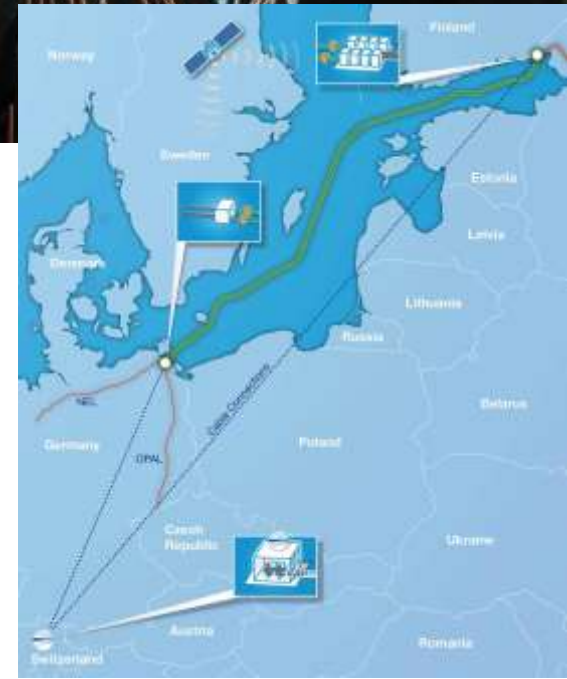 Norway
Finland
Sweden
Estonia
Latvia
Denmark
Lithuania
Russia
Belarus
NEL
Cable Connections
Germany
OPAL
Poland
Czech
Republic
Ukraine
Austria
Romania
Switzerland